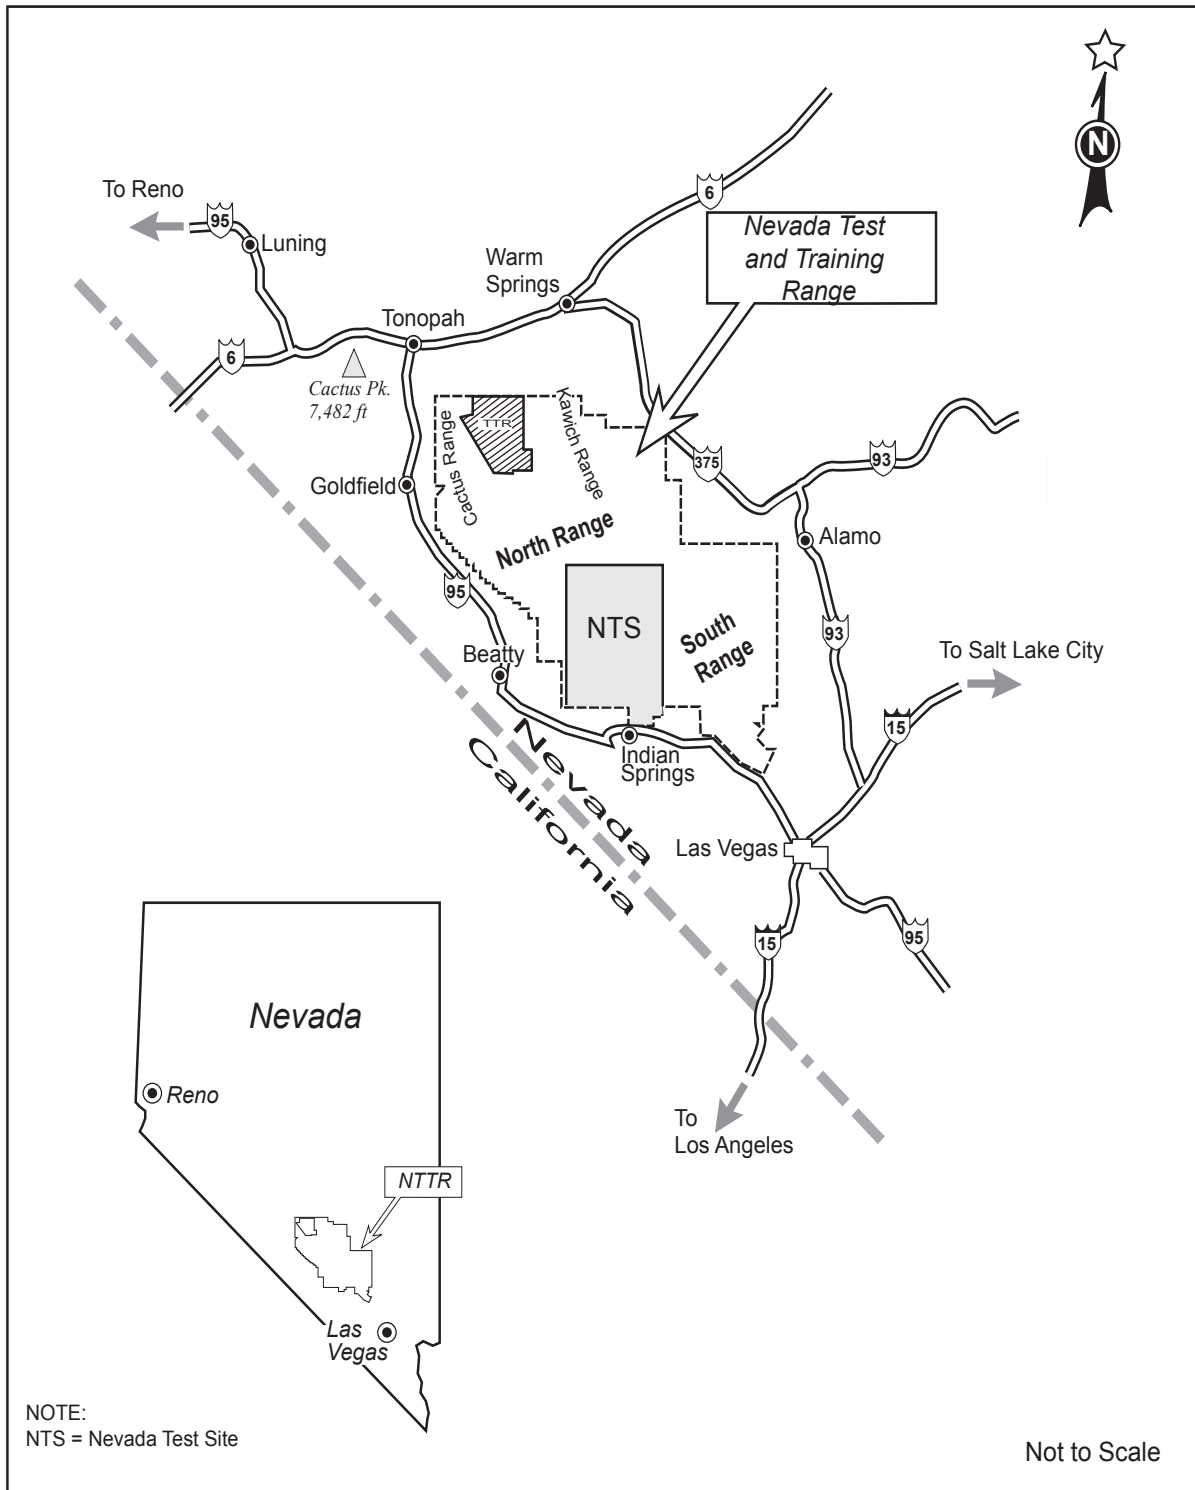 N
6
To Reno
95
Luning
Nevada Test
and Training
Range
Warm
Springs
Tonopah
6
Cactus Pk.
7,482 ft
Cactus Range
TTR
Kawich Range
375
93
Goldfield
North Range
Alamo
95
NTS
South
Range
93
Beatty
To Salt Lake City
15
Indian
Springs
Nevada
California
Las Vegas
15
95
To
Los Angeles
Nevada
Reno
NTTR
Las
Vegas
NOTE:
NTS = Nevada Test Site
Not to Scale